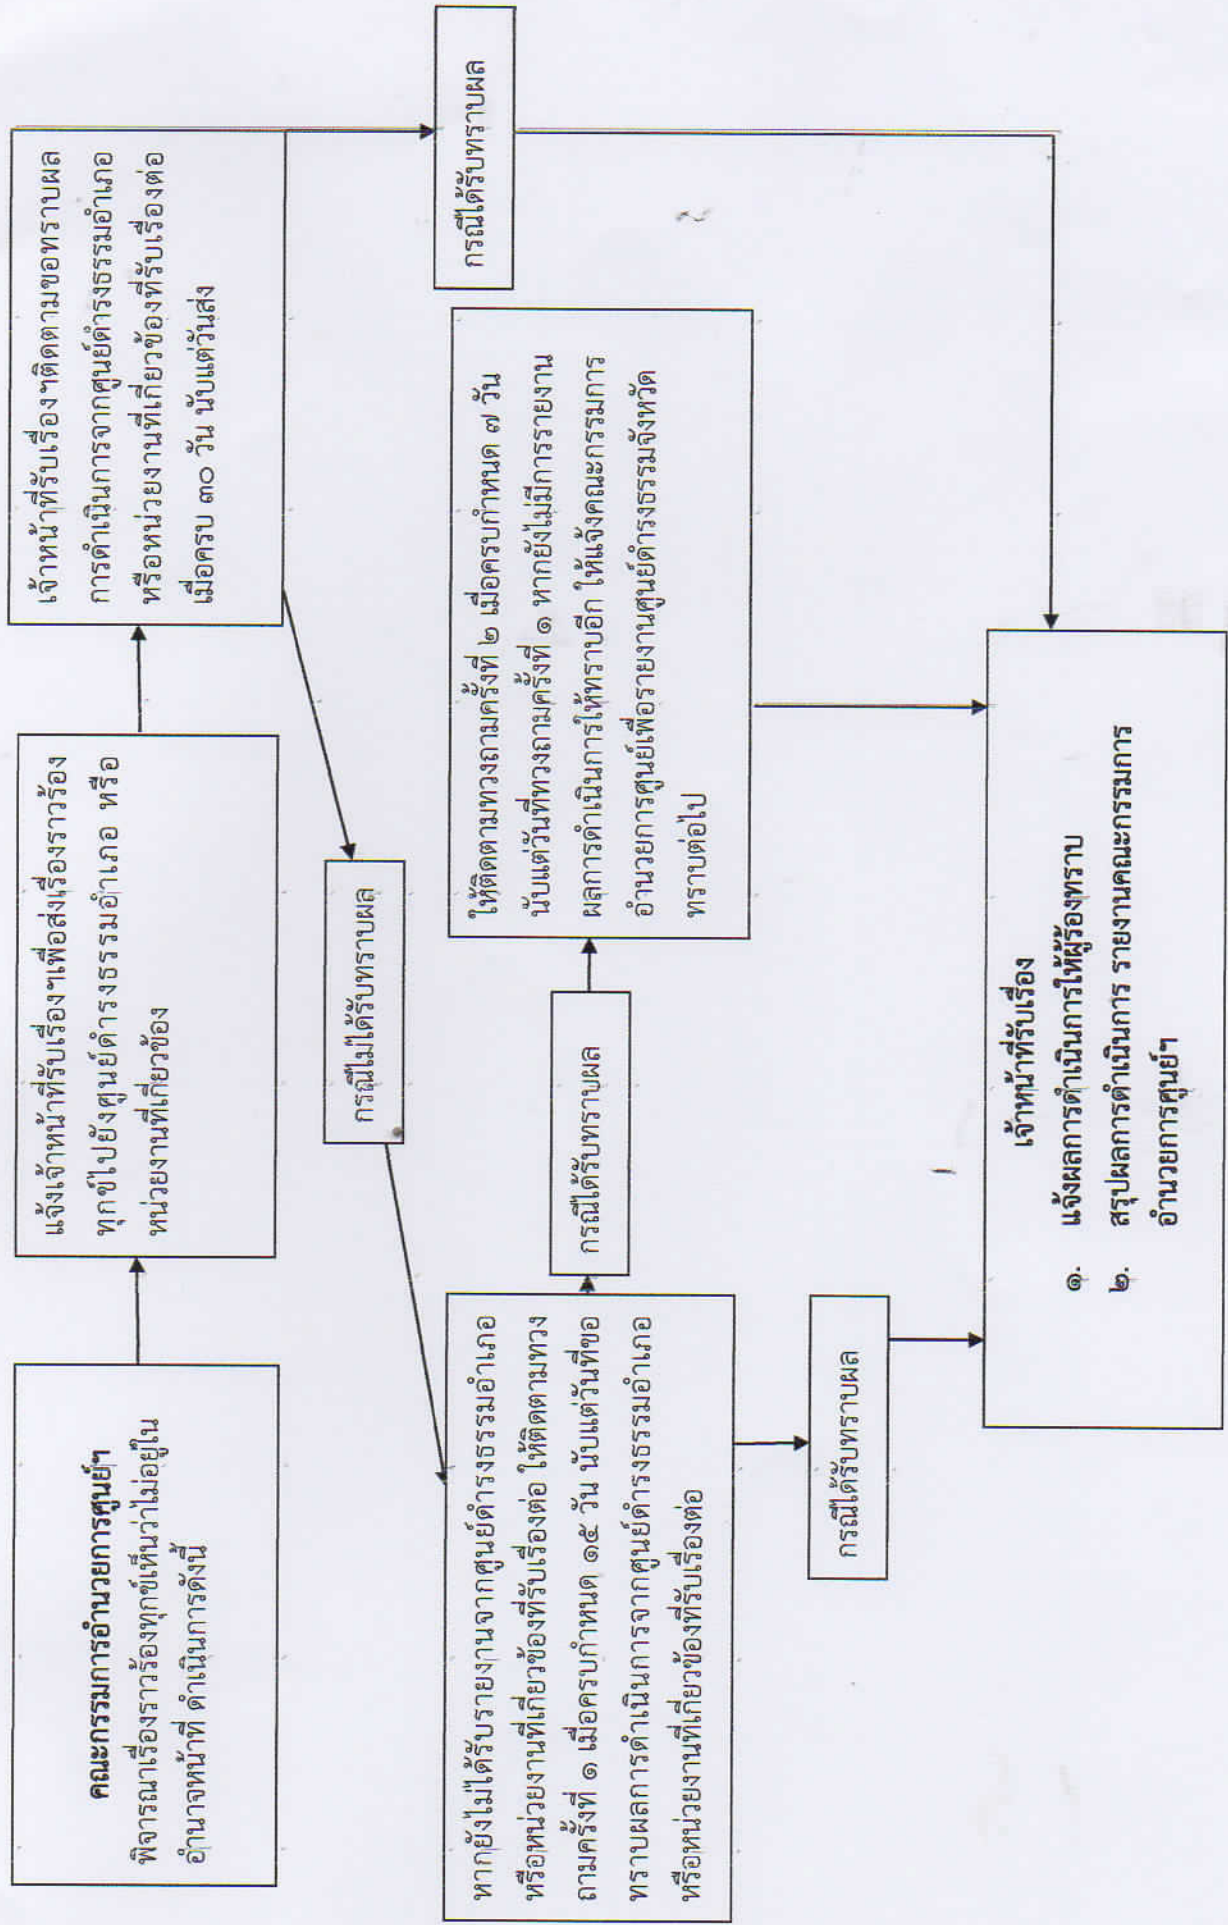 คณะกรรมการอำนวยการศูนย์ฯ
พิจารณาเรื่องราวร้องทุกข์เห็นว่าไม่อยู่ใน
อำนาจหน้าที่ ดำเนินการดังนี้
แจ้งเจ้าหน้าที่รับเรื่องฯเพื่อส่งเรื่องราวร้อง
ทุกข์ไปยังศูนย์ดำรงธรรมอำเภอ หรือ
หน่วยงานที่เกี่ยวข้อง
เจ้าหน้าที่รับเรื่องฯติดตามขอทราบผล
การดำเนินการจากศูนย์ดำรงธรรมอำเภอ
หรือหน่วยงานที่เกี่ยวข้องที่รับเรื่องต่อ
เมื่อครบ ๓๐ วัน นับแต่วันส่ง
กรณีไม่ได้รับทราบผล
กรณีได้รับทราบผล
หากยังไม่ได้รับรายงานจากศูนย์ดำรงธรรมอำเภอ
หรือหน่วยงานที่เกี่ยวข้องที่รับเรื่องต่อ ให้ติดตามทวง
ถามครั้งที่ ๑ เมื่อครบกำหนด ๑๕ วัน นับแต่วันที่ขอ
ทราบผลการดำเนินการจากศูนย์ดำรงธรรมอำเภอ
หรือหน่วยงานที่เกี่ยวข้องที่รับเรื่องต่อ
กรณีได้รับทราบผล
ให้ติดตามทวงถามครั้งที่ ๒ เมื่อครบกำหนด ๗ วัน
นับแต่วันที่ทวงถามครั้งที่ ๑ หากยังไม่มีการรายงาน
ผลการดำเนินการให้ทราบอีก ให้แจ้งคณะกรรมการ
อำนวยการศูนย์เพื่อรายงานศูนย์ดำรงธรรมจังหวัด
ทราบต่อไป
กรณีได้รับทราบผล
เจ้าหน้าที่รับเรื่อง
๑. แจ้งผลการดำเนินการให้ผู้ร้องทราบ
๒. สรุปผลการดำเนินการ รายงานคณะกรรมการ
อำนวยการศูนย์ฯ